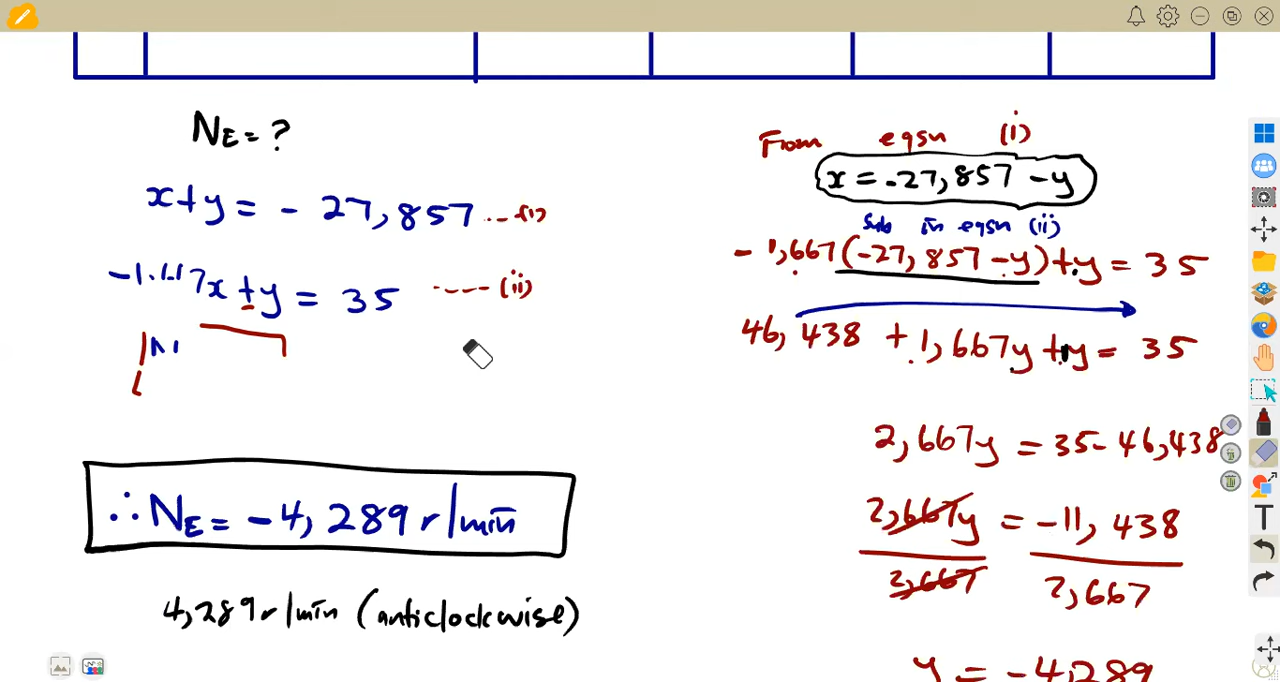 N_E = ?
x + y = - 27,857 ... (i)
x + y = 35 ---- (ii)
∴ N_E = -4,289 r/min
4,289 r/min (anticlockwise)
From eqsn (i)
x = -27,857 - y
Sub in eqsn (ii)
- 1,667(-27,857 - y) + y = 35
46,438 + 1,667y + y = 35
2,667y = 35 - 46,438
2,667y = -11,438
2,667 2,667
y = -4,289
T